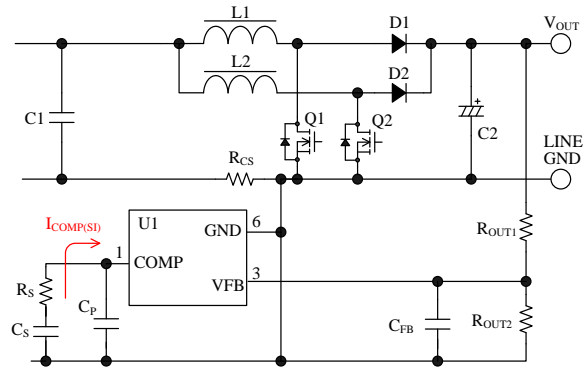 L1
D1
VOUT
L2
D2
C1
Q1
Q2
C2
LINE
GND
RCS
ICOMP(SI)
U1
GND
6
ROUT1
1
COMP
VFB
3
RS
CP
CS
CFB
ROUT2